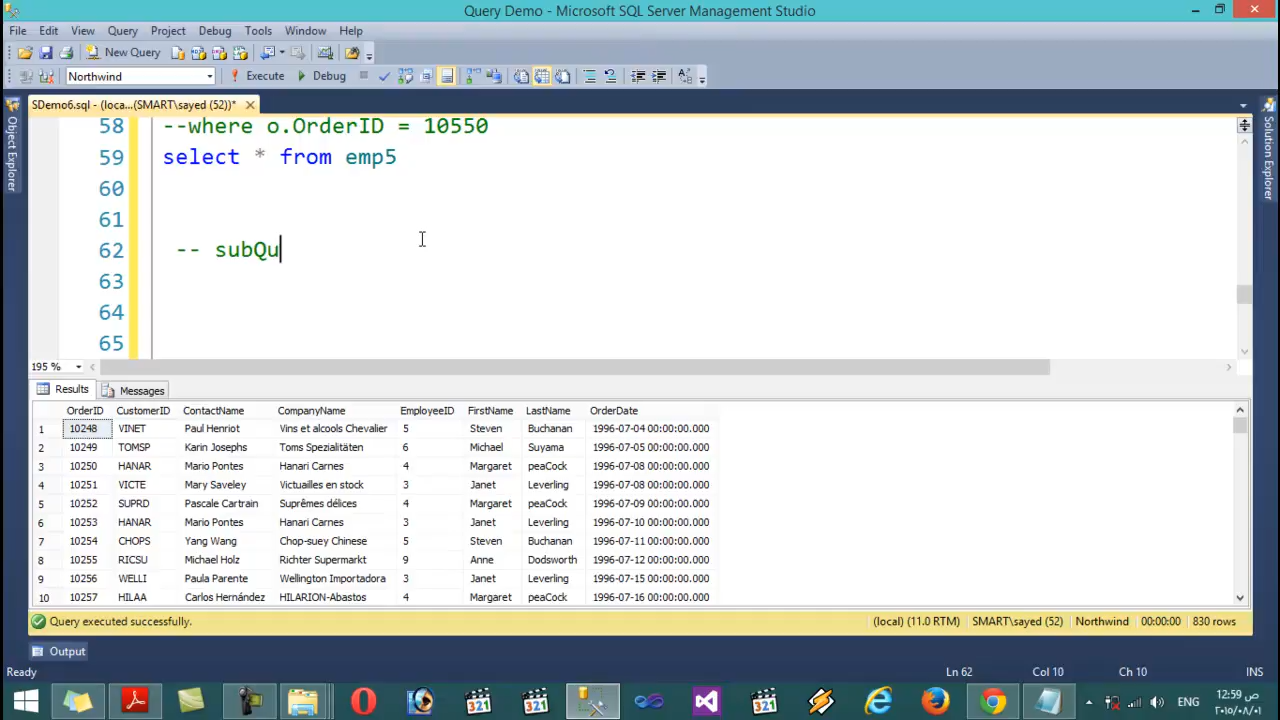 Query Demo - Microsoft SQL Server Management Studio
File Edit View Query Project Debug Tools Window Help
New Query
Northwind Execute Debug
SDemo6.sql - (loca...(SMART\sayed (52))*
Object Explorer
Solution Explorer
58 --where o.OrderID = 10550
59 select * from emp5
60
61
62 -- subQu
63
64
65
195 %
Results Messages
OrderID CustomerID ContactName CompanyName EmployeeID FirstName LastName OrderDate
1 10248 VINET Paul Henriot Vins et alcools Chevalier 5 Steven Buchanan 1996-07-04 00:00:00.000
2 10249 TOMSP Karin Josephs Toms Spezialitäten 6 Michael Suyama 1996-07-05 00:00:00.000
3 10250 HANAR Mario Pontes Hanari Carnes 4 Margaret peaCock 1996-07-08 00:00:00.000
4 10251 VICTE Mary Saveley Victuailles en stock 3 Janet Leverling 1996-07-08 00:00:00.000
5 10252 SUPRD Pascale Cartrain Suprêmes délices 4 Margaret peaCock 1996-07-09 00:00:00.000
6 10253 HANAR Mario Pontes Hanari Carnes 3 Janet Leverling 1996-07-10 00:00:00.000
7 10254 CHOPS Yang Wang Chop-suey Chinese 5 Steven Buchanan 1996-07-11 00:00:00.000
8 10255 RICSU Michael Holz Richter Supermarkt 9 Anne Dodsworth 1996-07-12 00:00:00.000
9 10256 WELLI Paula Parente Wellington Importadora 3 Janet Leverling 1996-07-15 00:00:00.000
10 10257 HILAA Carlos Hernández HILARION-Abastos 4 Margaret peaCock 1996-07-16 00:00:00.000
Query executed successfully. (local) (11.0 RTM) SMART\sayed (52) Northwind 00:00:00 830 rows
Output
Ready Ln 62 Col 10 Ch 10 INS
321 321 321
ENG
12:59 ص
٢٠١٥/٠٨/٠١